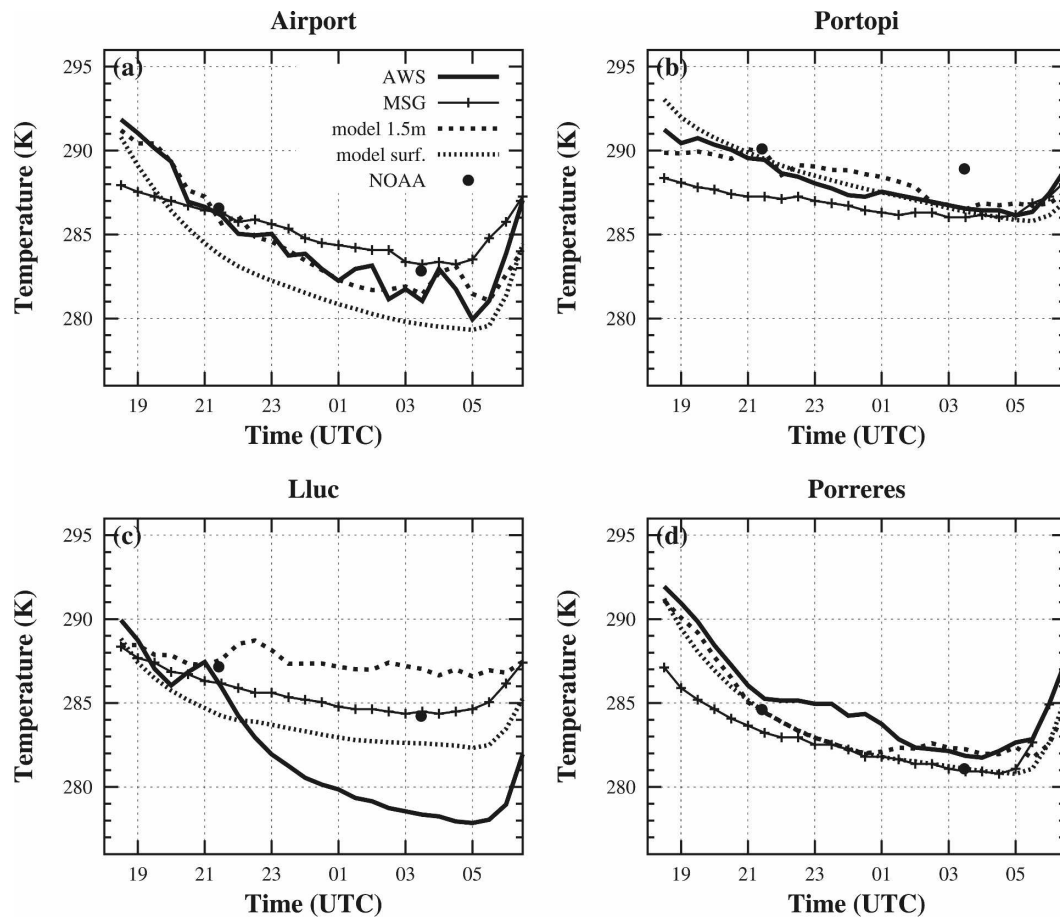 Airport
(a)
AWS
MSG
model 1.5m
model surf.
NOAA
295
290
285
280
Temperature (K)
19 21 23 01 03 05
Time (UTC)
Portopi
(b)
295
290
285
280
Temperature (K)
19 21 23 01 03 05
Time (UTC)
Lluc
(c)
295
290
285
280
Temperature (K)
19 21 23 01 03 05
Time (UTC)
Porreres
(d)
295
290
285
280
Temperature (K)
19 21 23 01 03 05
Time (UTC)